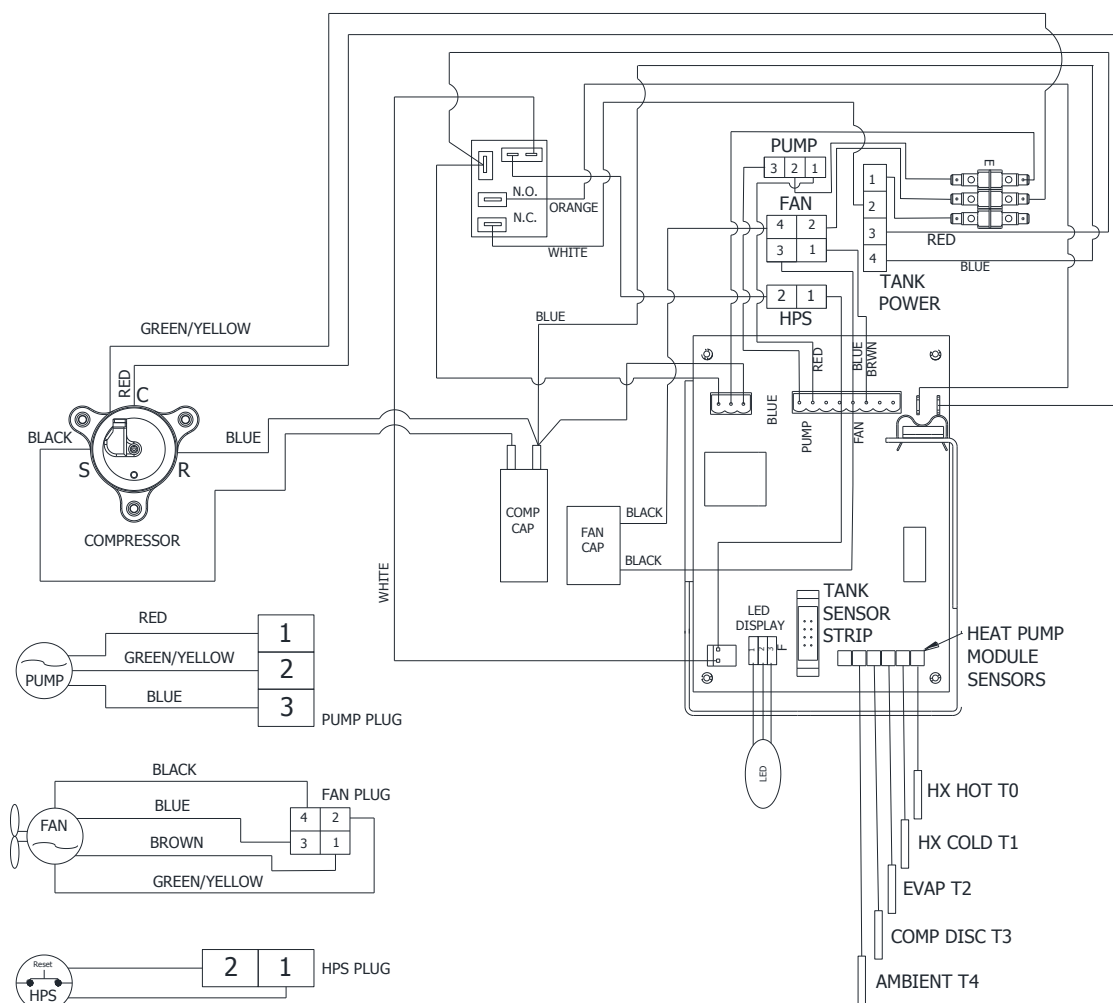 PUMP
3 2 1
E
N.O.
ORANGE
N.C.
WHITE
FAN
4 2
3 1
1
2
3
4
RED
BLUE
TANK
POWER
2 1
HPS
GREEN/YELLOW
BLUE
RED
C
BLACK
S
R
BLUE
COMPRESSOR
RED
BLUE
BRWN
BLUE
PUMP
FAN
COMP
CAP
FAN
CAP
BLACK
BLACK
WHITE
LED
DISPLAY
1 2 3
F
TANK
SENSOR
STRIP
HEAT PUMP
MODULE
SENSORS
LED
RED
GREEN/YELLOW
BLUE
PUMP
1
2
3
PUMP PLUG
BLACK
FAN PLUG
BLUE
FAN
BROWN
GREEN/YELLOW
4 2
3 1
HX HOT T0
HX COLD T1
EVAP T2
COMP DISC T3
AMBIENT T4
Reset
HPS
2 1
HPS PLUG